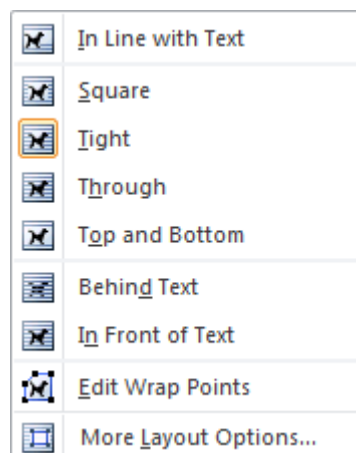 In Line with Text
Square
Tight
Through
Top and Bottom
Behind Text
In Front of Text
Edit Wrap Points
More Layout Options...